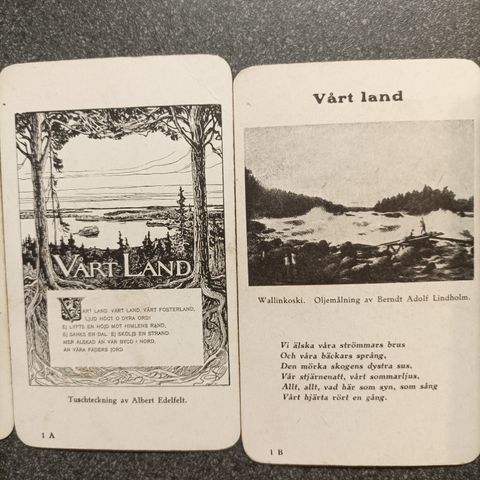 VÅRT LAND
VÅRT LAND, VÅRT LAND, VÅRT FOSTERLAND,
LJUD HÖGT O DYRA ORD!
EJ LYFTS EN HÖJD MOT HIMLENS RAND,
EJ SÄNKS EN DAL EJ SKÖLJS EN STRAND
MER ÄLSKAD ÄN VÅR BYGD I NORD,
ÄN VÅRA FÄDERS JORD
Tuschteckning av Albert Edelfelt.
1 A
Vårt land
Wallinkoski. Oljemålning av Berndt Adolf Lindholm.
Vi älska våra strömmars brus
Och våra bäckars språng,
Den mörka skogens dystra sus,
Vår stjärnenatt, vårt sommarljus,
Allt, allt, vad här som syn, som sång
Vårt hjärta rört en gång.
1 B